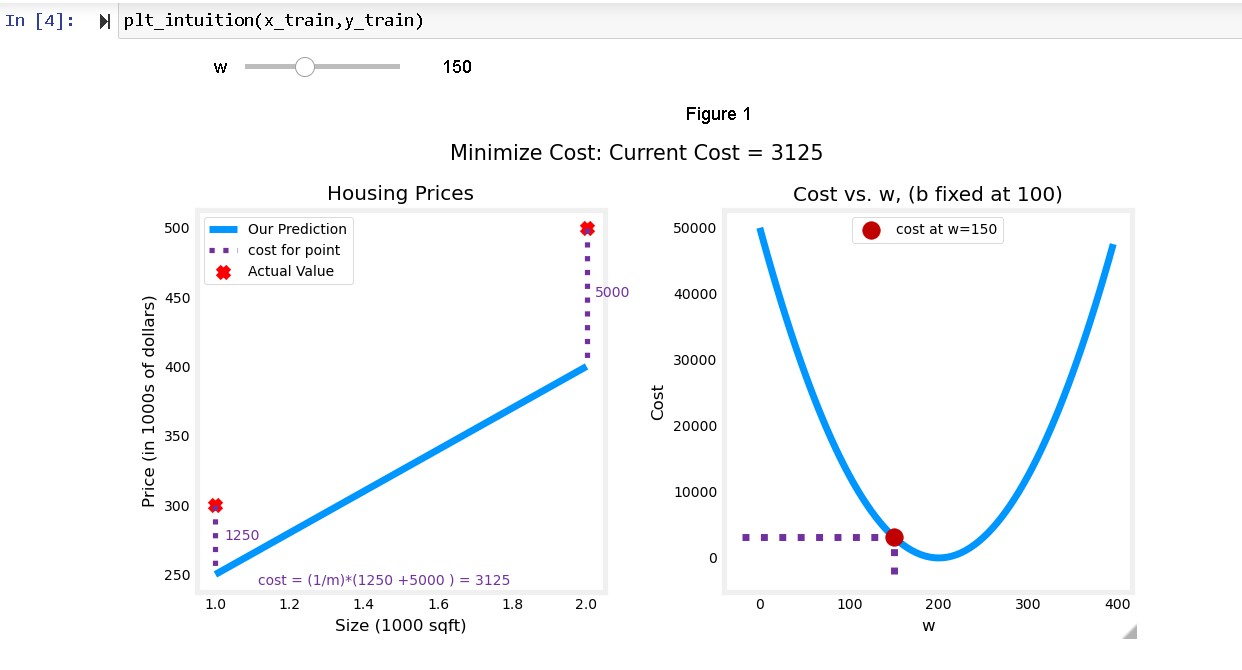 In [4]: plt_intuition(x_train,y_train)
w 150
Figure 1
Minimize Cost: Current Cost = 3125
Housing Prices
Our Prediction
cost for point
Actual Value
500
450
400
350
300
250
Price (in 1000s of dollars)
5000
1250
cost = (1/m)*(1250 +5000 ) = 3125
1.0 1.2 1.4 1.6 1.8 2.0
Size (1000 sqft)
Cost vs. w, (b fixed at 100)
cost at w=150
50000
40000
30000
20000
10000
0
Cost
0 100 200 300 400
w